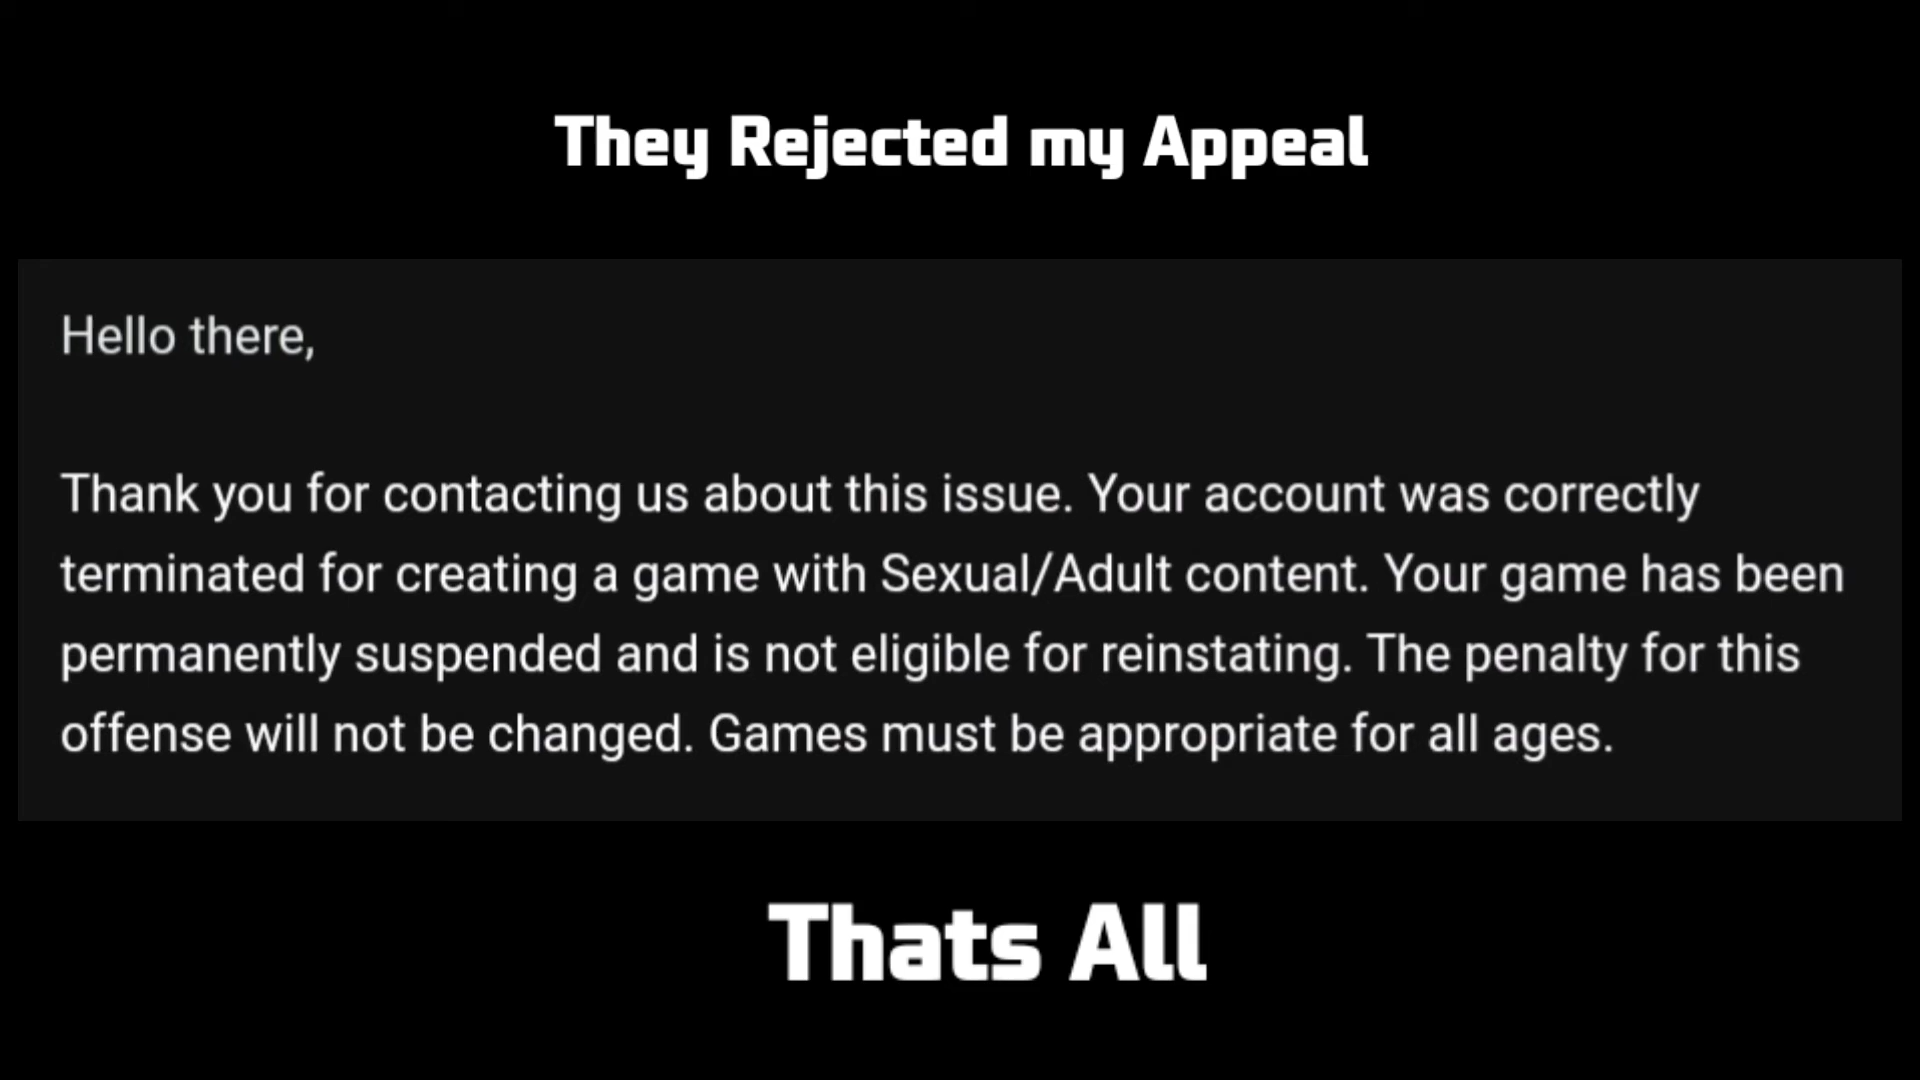 They Rejected my Appeal
Hello there,
Thank you for contacting us about this issue. Your account was correctly
terminated for creating a game with Sexual/Adult content. Your game has been
permanently suspended and is not eligible for reinstating. The penalty for this
offense will not be changed. Games must be appropriate for all ages.
Thats All